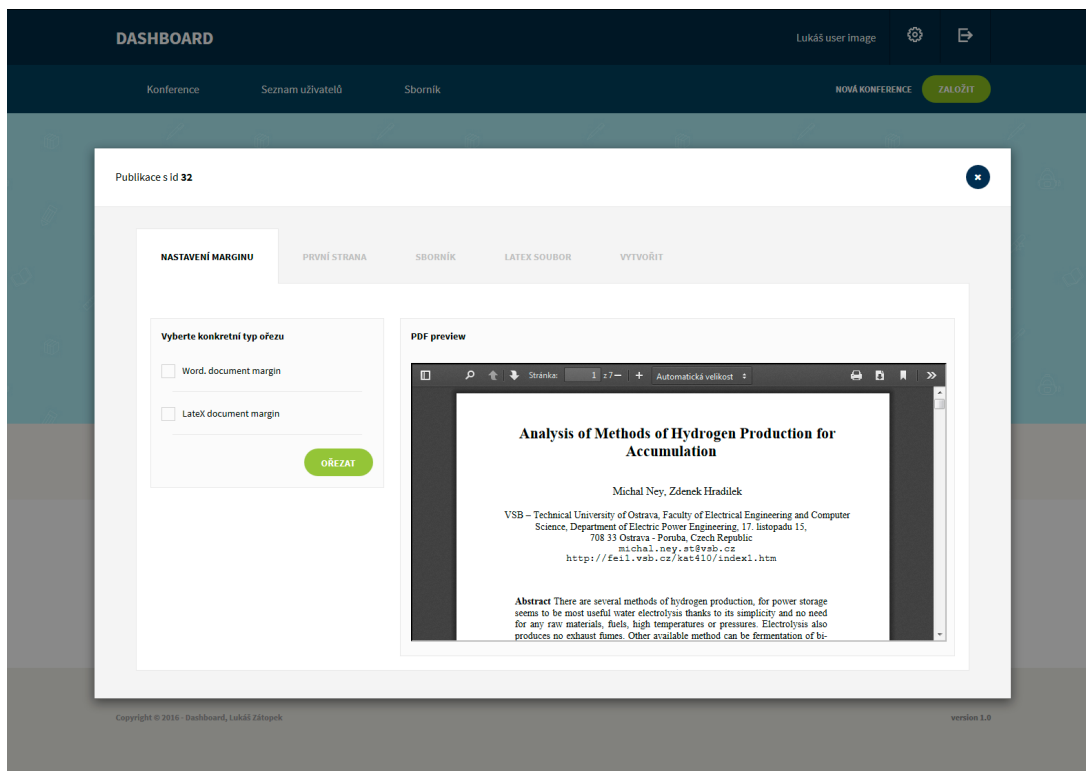 DASHBOARD
Lukáš user image
Konference
Seznam uživatelů
Sborník
NOVÁ KONFERENCE
ZALOŽIT
Publikace s id 32
NASTAVENÍ MARGINU
PRVNÍ STRANA
SBORNÍK
LATEX SOUBOR
VYTVOŘIT
Vyberte konkretní typ ořezu
Word. document margin
LateX document margin
OŘEZAT
PDF preview
Stránka: 1 z 7
Automatická velikost
Analysis of Methods of Hydrogen Production for
Accumulation
Michal Ney, Zdenek Hradilek
VSB – Technical University of Ostrava, Faculty of Electrical Engineering and Computer
Science, Department of Electric Power Engineering, 17. listopadu 15,
708 33 Ostrava - Poruba, Czech Republic
michal.ney.st@vsb.cz
http://fei1.vsb.cz/kat410/index1.htm
Abstract There are several methods of hydrogen production, for power storage
seems to be most useful water electrolysis thanks to its simplicity and no need
for any raw materials, fuels, high temperatures or pressures. Electrolysis also
produces no exhaust fumes. Other available method can be fermentation of bi-
Copyright © 2016 - Dashboard, Lukáš Zátopek
version 1.0